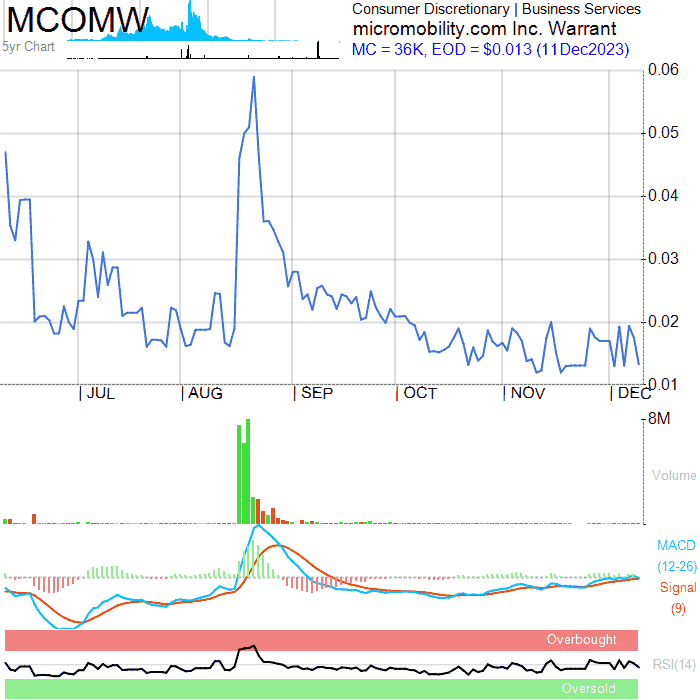 MCOMW
5yr Chart
Consumer Discretionary | Business Services
micromobility.com Inc. Warrant
MC = 36K, EOD = $0.013 (11Dec2023)
0.06
0.05
0.04
0.03
0.02
0.01
| JUL | AUG | SEP | OCT | NOV | DEC
8M
Volume
MACD
(12-26)
Signal
(9)
Overbought
RSI(14)
Oversold